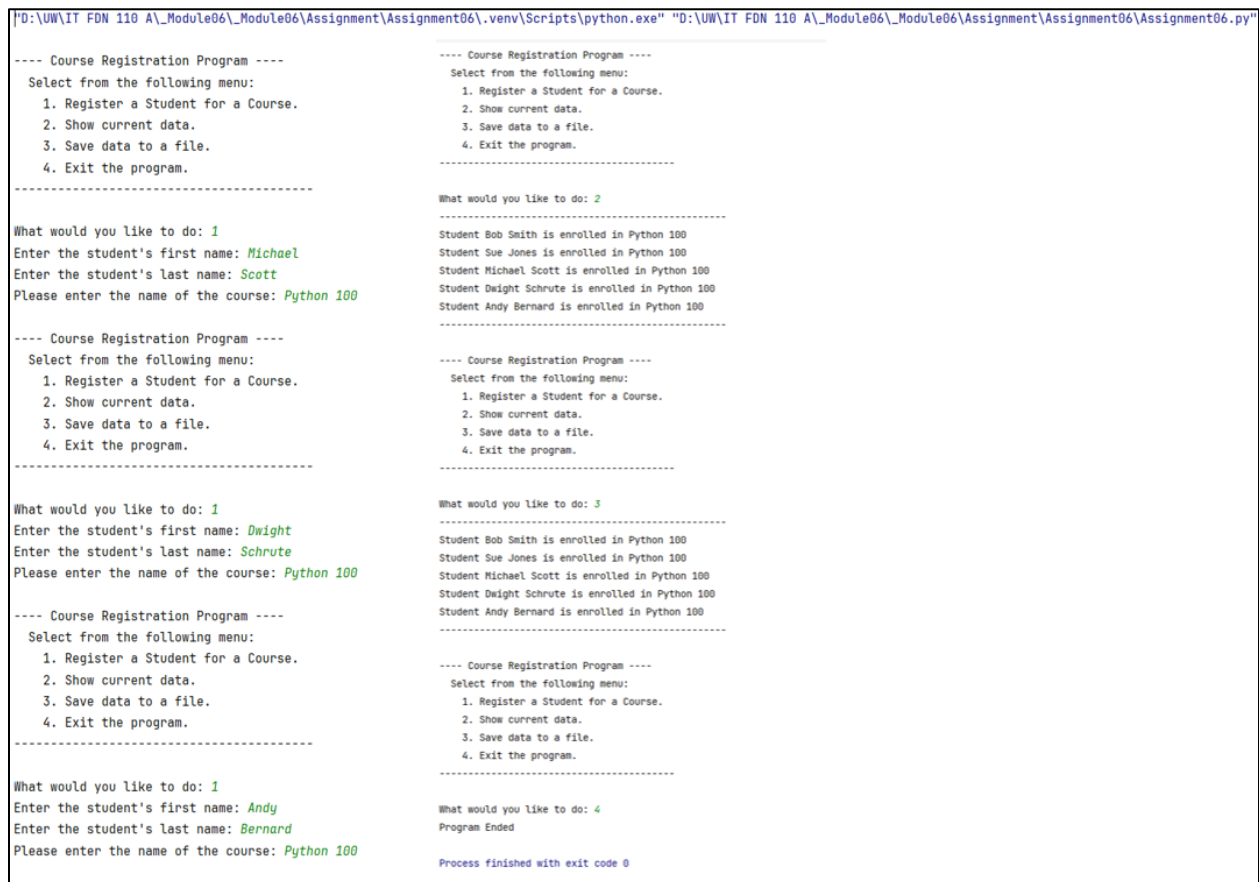 "D:\UW\IT FDN 110 A\_Module06\_Module06\Assignment\Assignment06\.venv\Scripts\python.exe" "D:\UW\IT FDN 110 A\_Module06\_Module06\Assignment\Assignment06\Assignment06.py"
---- Course Registration Program ----
Select from the following menu:
1. Register a Student for a Course.
2. Show current data.
3. Save data to a file.
4. Exit the program.
-----------------------------------------
What would you like to do: 1
Enter the student's first name: Michael
Enter the student's last name: Scott
Please enter the name of the course: Python 100
---- Course Registration Program ----
Select from the following menu:
1. Register a Student for a Course.
2. Show current data.
3. Save data to a file.
4. Exit the program.
-----------------------------------------
What would you like to do: 1
Enter the student's first name: Dwight
Enter the student's last name: Schrute
Please enter the name of the course: Python 100
---- Course Registration Program ----
Select from the following menu:
1. Register a Student for a Course.
2. Show current data.
3. Save data to a file.
4. Exit the program.
-----------------------------------------
What would you like to do: 1
Enter the student's first name: Andy
Enter the student's last name: Bernard
Please enter the name of the course: Python 100
---- Course Registration Program ----
Select from the following menu:
1. Register a Student for a Course.
2. Show current data.
3. Save data to a file.
4. Exit the program.
-----------------------------------------
What would you like to do: 2
--------------------------------------------------
Student Bob Smith is enrolled in Python 100
Student Sue Jones is enrolled in Python 100
Student Michael Scott is enrolled in Python 100
Student Dwight Schrute is enrolled in Python 100
Student Andy Bernard is enrolled in Python 100
--------------------------------------------------
---- Course Registration Program ----
Select from the following menu:
1. Register a Student for a Course.
2. Show current data.
3. Save data to a file.
4. Exit the program.
-----------------------------------------
What would you like to do: 3
--------------------------------------------------
Student Bob Smith is enrolled in Python 100
Student Sue Jones is enrolled in Python 100
Student Michael Scott is enrolled in Python 100
Student Dwight Schrute is enrolled in Python 100
Student Andy Bernard is enrolled in Python 100
--------------------------------------------------
---- Course Registration Program ----
Select from the following menu:
1. Register a Student for a Course.
2. Show current data.
3. Save data to a file.
4. Exit the program.
-----------------------------------------
What would you like to do: 4
Program Ended
Process finished with exit code 0